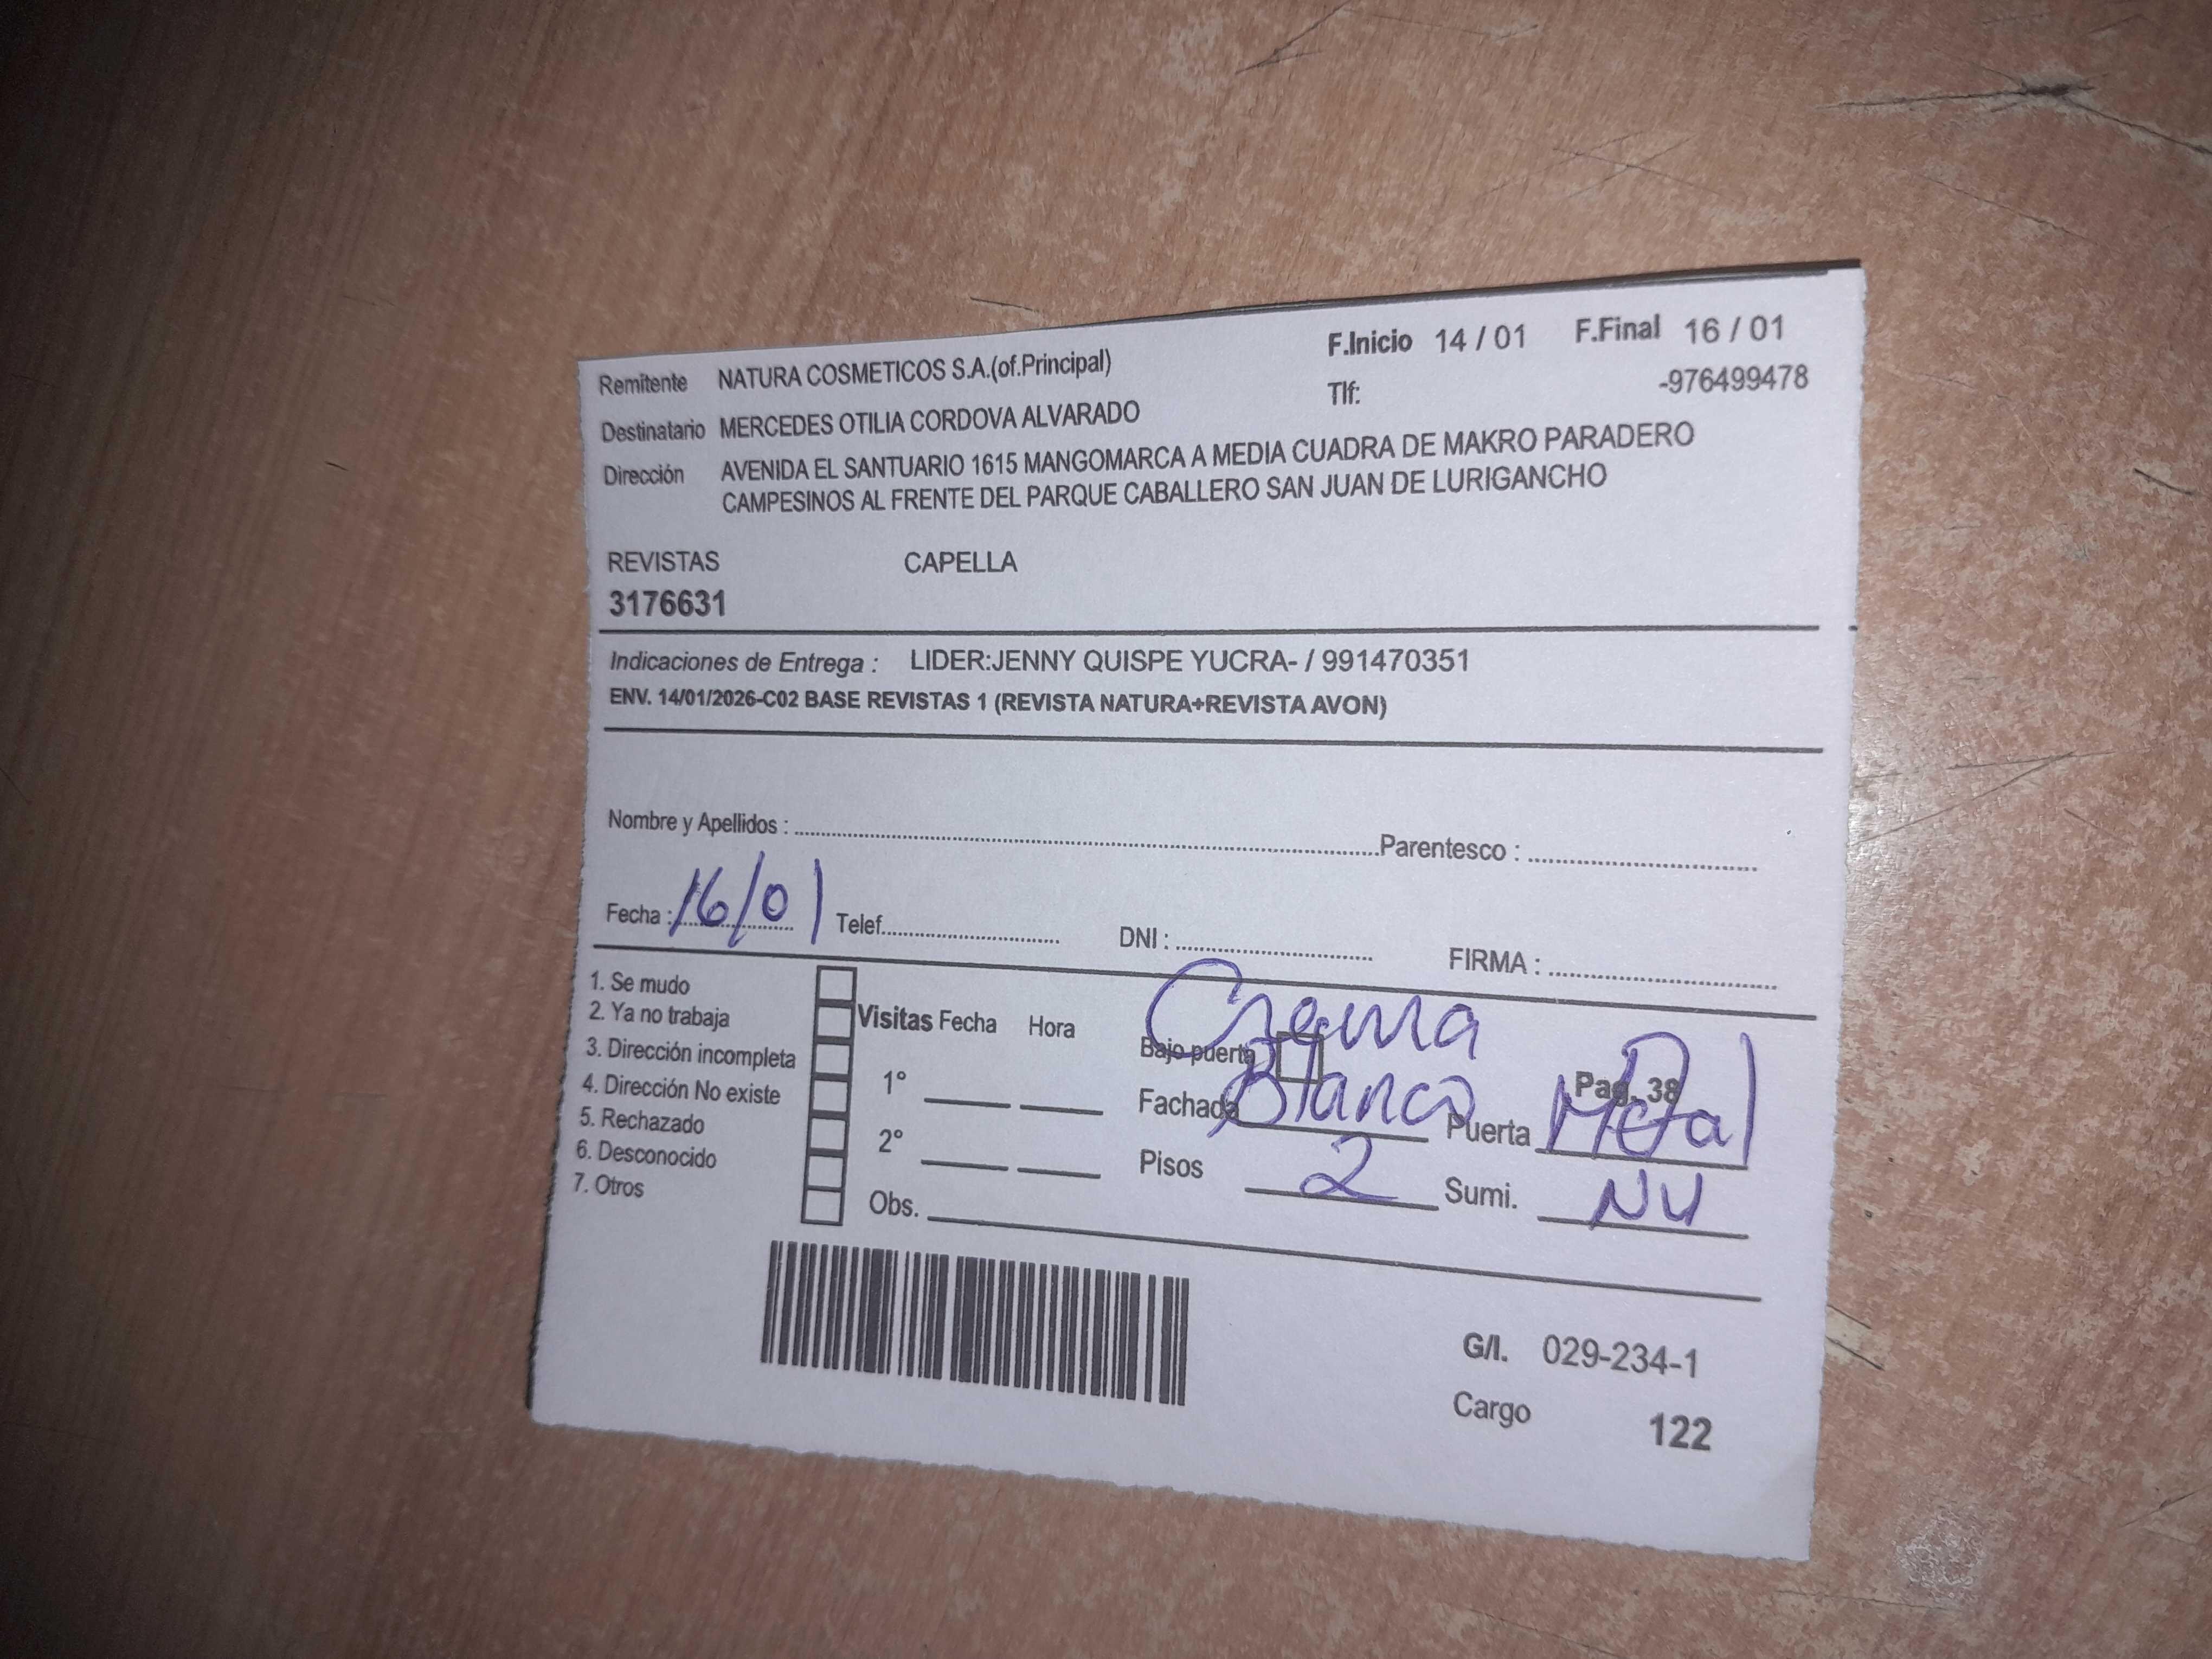 Remitente NATURA COSMETICOS S.A.(of.Principal) F.Inicio 14 / 01 F.Final 16 / 01
Destinatario MERCEDES OTILIA CORDOVA ALVARADO Tlf: -976499478
Dirección AVENIDA EL SANTUARIO 1615 MANGOMARCA A MEDIA CUADRA DE MAKRO PARADERO
CAMPESINOS AL FRENTE DEL PARQUE CABALLERO SAN JUAN DE LURIGANCHO
REVISTAS CAPELLA
3176631
Indicaciones de Entrega : LIDER:JENNY QUISPE YUCRA- / 991470351
ENV. 14/01/2026-C02 BASE REVISTAS 1 (REVISTA NATURA+REVISTA AVON)
Nombre y Apellidos : Parentesco :
Fecha : 16/01 Telef. DNI : FIRMA :
1. Se mudo
2. Ya no trabaja
3. Dirección incompleta
4. Dirección No existe
5. Rechazado
6. Desconocido
7. Otros
Visitas Fecha Hora
1°
2°
Obs.
Crema
Bajo puerta Pag. 38
Fachada Blanco Puerta Metal
Pisos 2 Sumi. NU
G/I. 029-234-1
Cargo 122